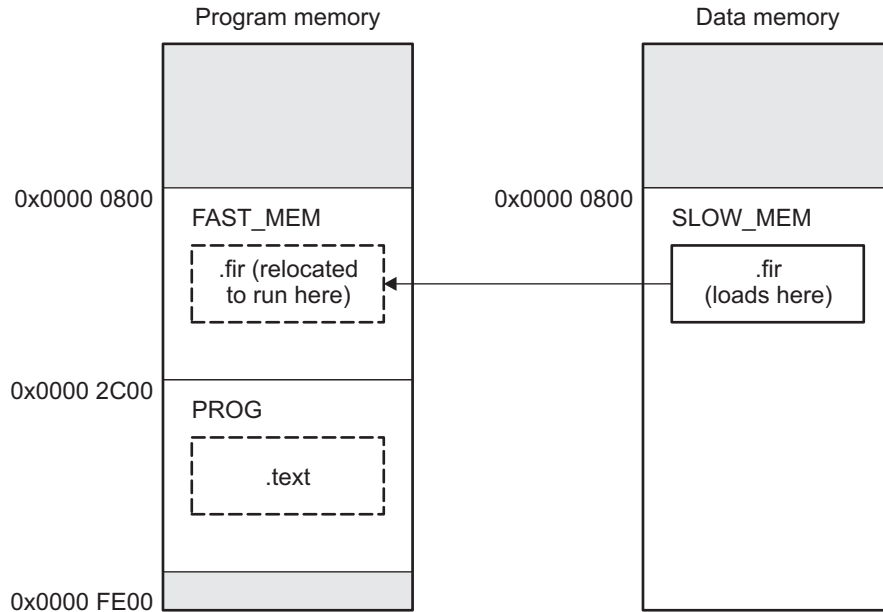 Program memory
Data memory
0x0000 0800
0x0000 0800
FAST_MEM
SLOW_MEM
.fir (relocated
to run here)
.fir
(loads here)
0x0000 2C00
PROG
.text
0x0000 FE00